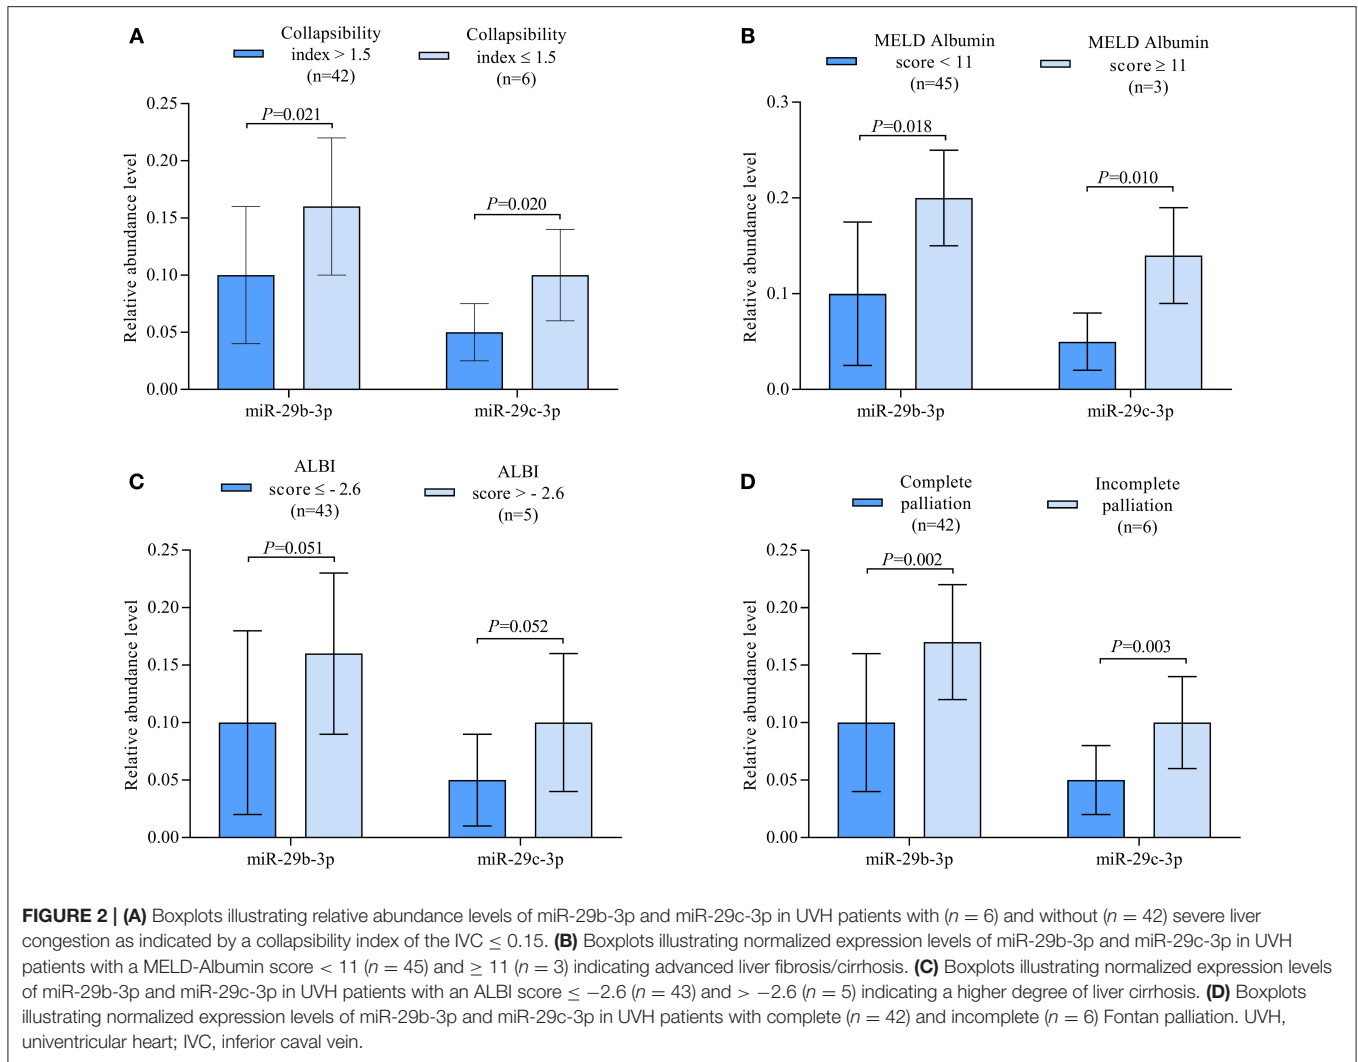 A
Collapsibility
index > 1.5
(n=42)
Collapsibility
index ≤ 1.5
(n=6)
Relative abundance level
0.25
0.20
0.15
0.10
0.05
0.00
P=0.021
P=0.020
miR-29b-3p
miR-29c-3p
B
MELD Albumin
score < 11
(n=45)
MELD Albumin
score ≥ 11
(n=3)
Relative abundance level
0.3
0.2
0.1
0.0
P=0.018
P=0.010
miR-29b-3p
miR-29c-3p
C
ALBI
score ≤ - 2.6
(n=43)
ALBI
score > - 2.6
(n=5)
Relative abundance level
0.25
0.20
0.15
0.10
0.05
0.00
P=0.051
P=0.052
miR-29b-3p
miR-29c-3p
D
Complete
palliation
(n=42)
Incomplete
palliation
(n=6)
Relative abundance level
0.25
0.20
0.15
0.10
0.05
0.00
P=0.002
P=0.003
miR-29b-3p
miR-29c-3p
FIGURE 2 | (A) Boxplots illustrating relative abundance levels of miR-29b-3p and miR-29c-3p in UVH patients with (n = 6) and without (n = 42) severe liver
congestion as indicated by a collapsibility index of the IVC ≤ 0.15. (B) Boxplots illustrating normalized expression levels of miR-29b-3p and miR-29c-3p in UVH
patients with a MELD-Albumin score < 11 (n = 45) and ≥ 11 (n = 3) indicating advanced liver fibrosis/cirrhosis. (C) Boxplots illustrating normalized expression levels
of miR-29b-3p and miR-29c-3p in UVH patients with an ALBI score ≤ −2.6 (n = 43) and > −2.6 (n = 5) indicating a higher degree of liver cirrhosis. (D) Boxplots
illustrating normalized expression levels of miR-29b-3p and miR-29c-3p in UVH patients with complete (n = 42) and incomplete (n = 6) Fontan palliation. UVH,
univentricular heart; IVC, inferior caval vein.